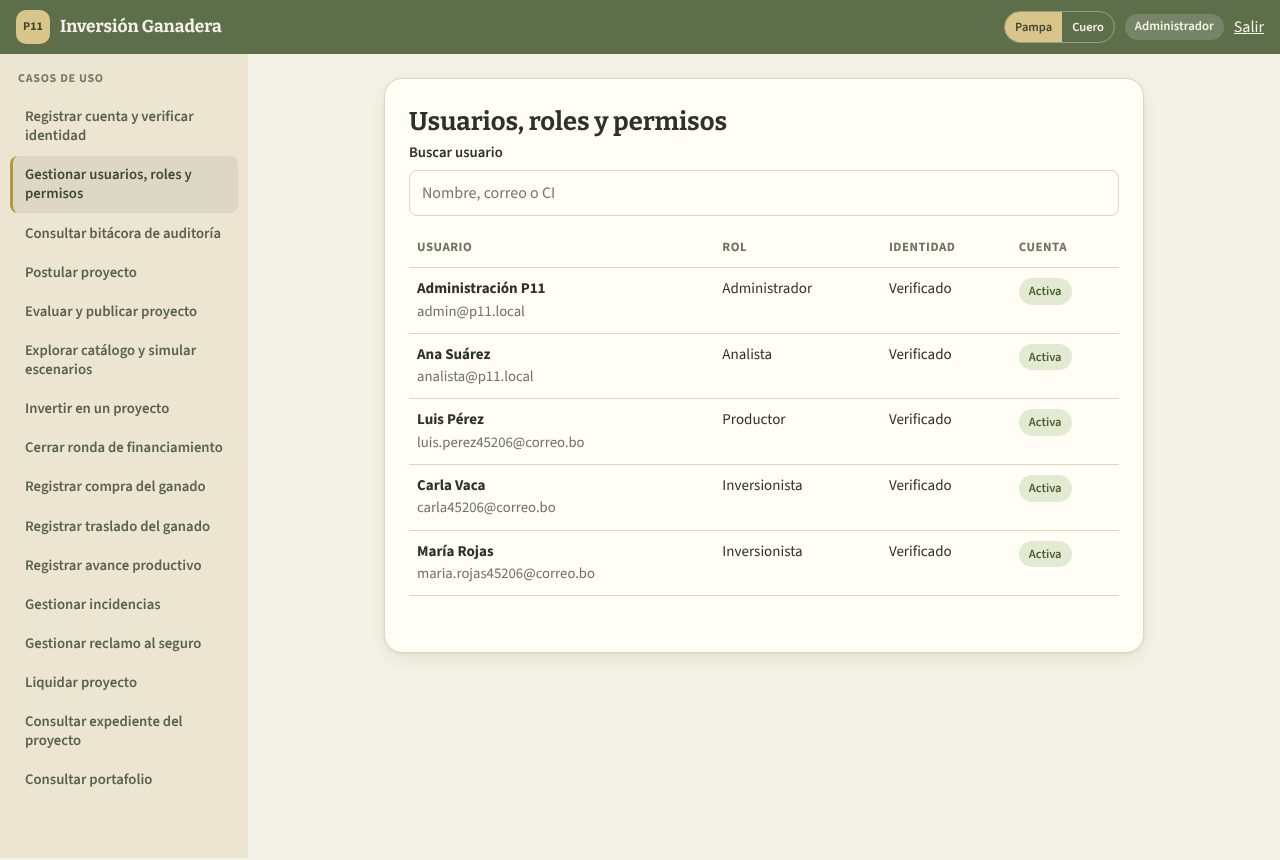 P11 Inversión Ganadera
Pampa Cuero Administrador Salir
CASOS DE USO
Registrar cuenta y verificar
identidad
Gestionar usuarios, roles y
permisos
Consultar bitácora de auditoría
Postular proyecto
Evaluar y publicar proyecto
Explorar catálogo y simular
escenarios
Invertir en un proyecto
Cerrar ronda de financiamiento
Registrar compra del ganado
Registrar traslado del ganado
Registrar avance productivo
Gestionar incidencias
Gestionar reclamo al seguro
Liquidar proyecto
Consultar expediente del
proyecto
Consultar portafolio
Usuarios, roles y permisos
Buscar usuario
Nombre, correo o CI
USUARIO ROL IDENTIDAD CUENTA
Administración P11 Administrador Verificado Activa
admin@p11.local
Ana Suárez Analista Verificado Activa
analista@p11.local
Luis Pérez Productor Verificado Activa
luis.perez45206@correo.bo
Carla Vaca Inversionista Verificado Activa
carla45206@correo.bo
María Rojas Inversionista Verificado Activa
maria.rojas45206@correo.bo